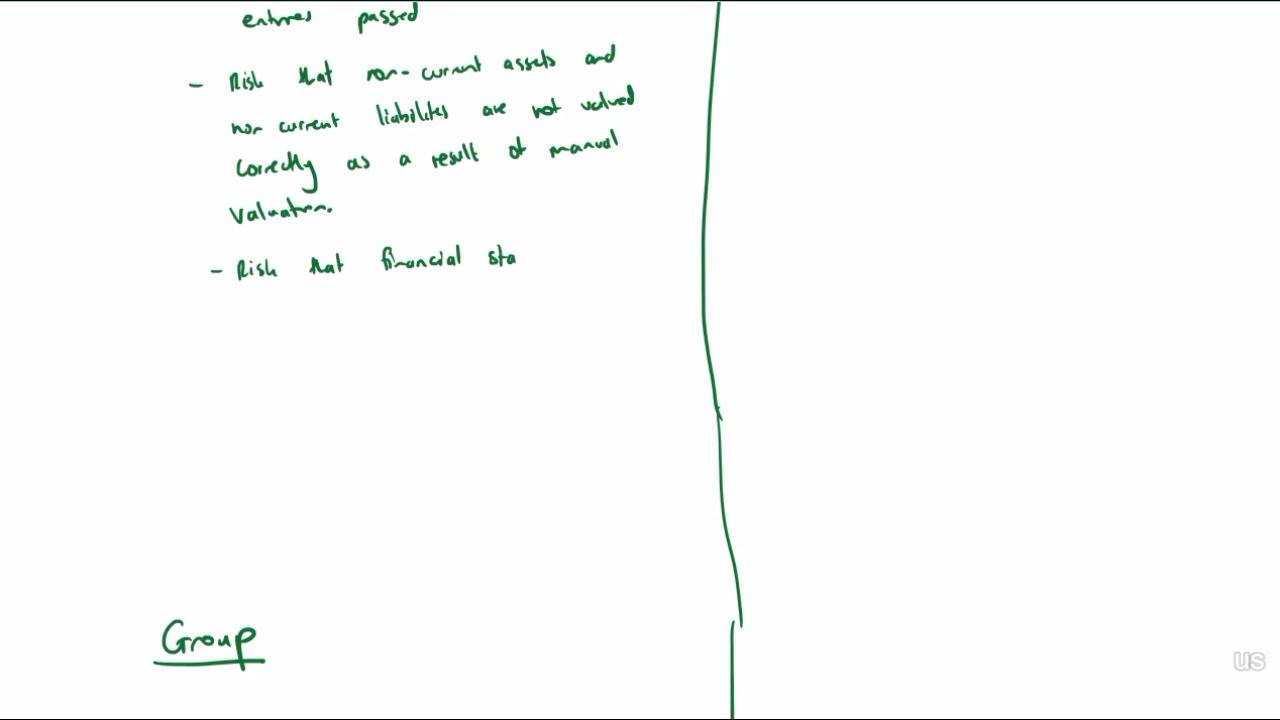 entries passed
- Risk that non-current assets and
non current liabilites are not valued
correctly as a result of manual
valuation.
- Risk that financial sta
Group
us